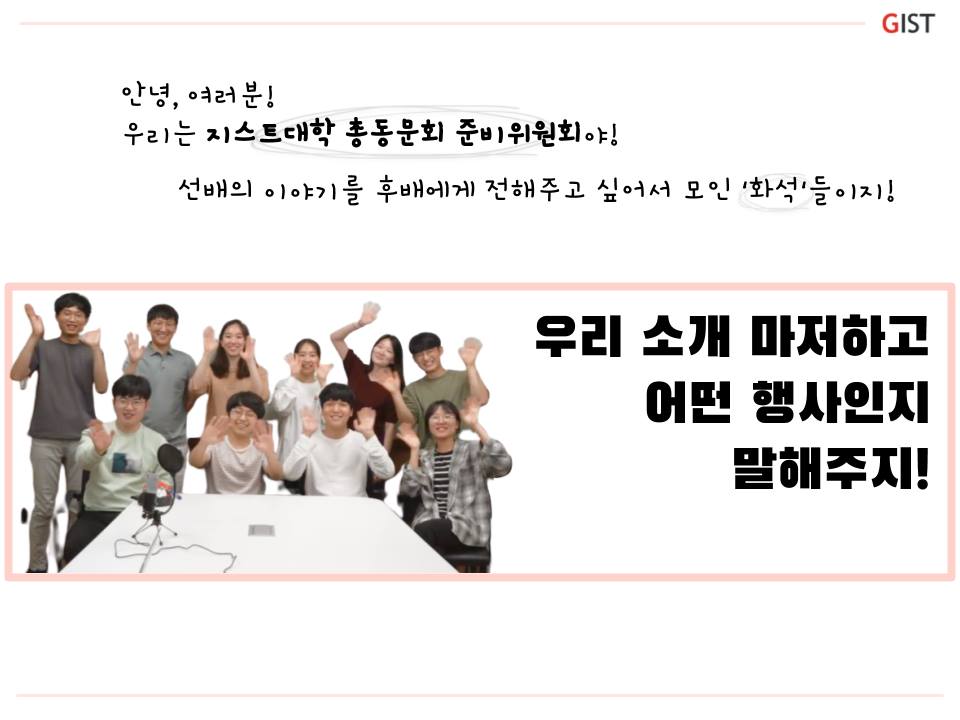 GIST
안녕, 여러분!
우리는 지스트대학 총동문회 준비위원회야!
선배의 이야기를 후배에게 전해주고 싶어서 모인 '화석'들이지!
우리 소개 마저하고
어떤 행사인지
말해주지!